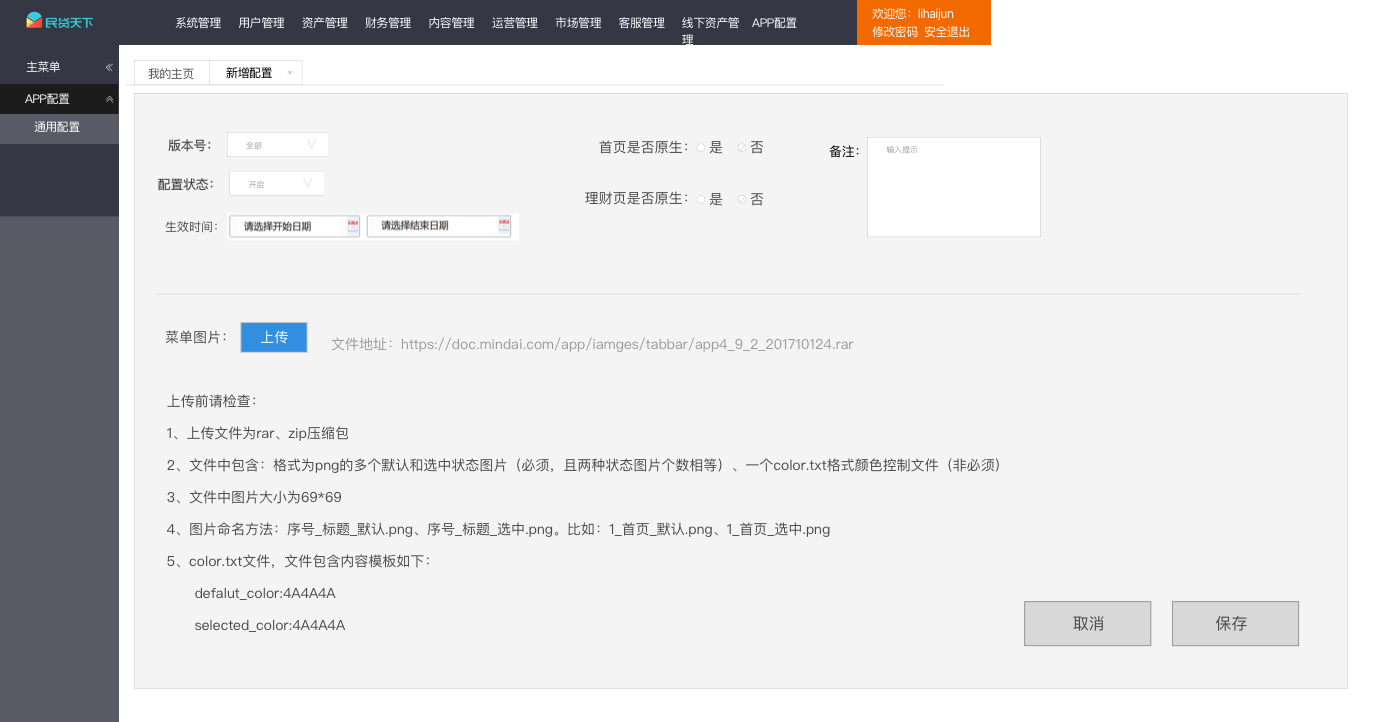 民贷天下
系统管理 用户管理 资产管理 财务管理 内容管理 运营管理 市场管理 客服管理 线下资产管理 APP配置
欢迎您：lihaijun
修改密码 安全退出
主菜单
APP配置
通用配置
我的主页 新增配置 ×
版本号： 全部
首页是否原生： 是 否
备注： 输入提示
配置状态： 开启
理财页是否原生： 是 否
生效时间： 请选择开始日期 请选择结束日期
菜单图片： 上传 文件地址：https://doc.mindai.com/app/iamges/tabbar/app4_9_2_201710124.rar
上传前请检查：
1、上传文件为rar、zip压缩包
2、文件中包含：格式为png的多个默认和选中状态图片（必须，且两种状态图片个数相等）、一个color.txt格式颜色控制文件（非必须）
3、文件中图片大小为69*69
4、图片命名方法：序号_标题_默认.png、序号_标题_选中.png。比如：1_首页_默认.png、1_首页_选中.png
5、color.txt文件，文件包含内容模板如下：
defalut_color:4A4A4A
selected_color:4A4A4A
取消 保存